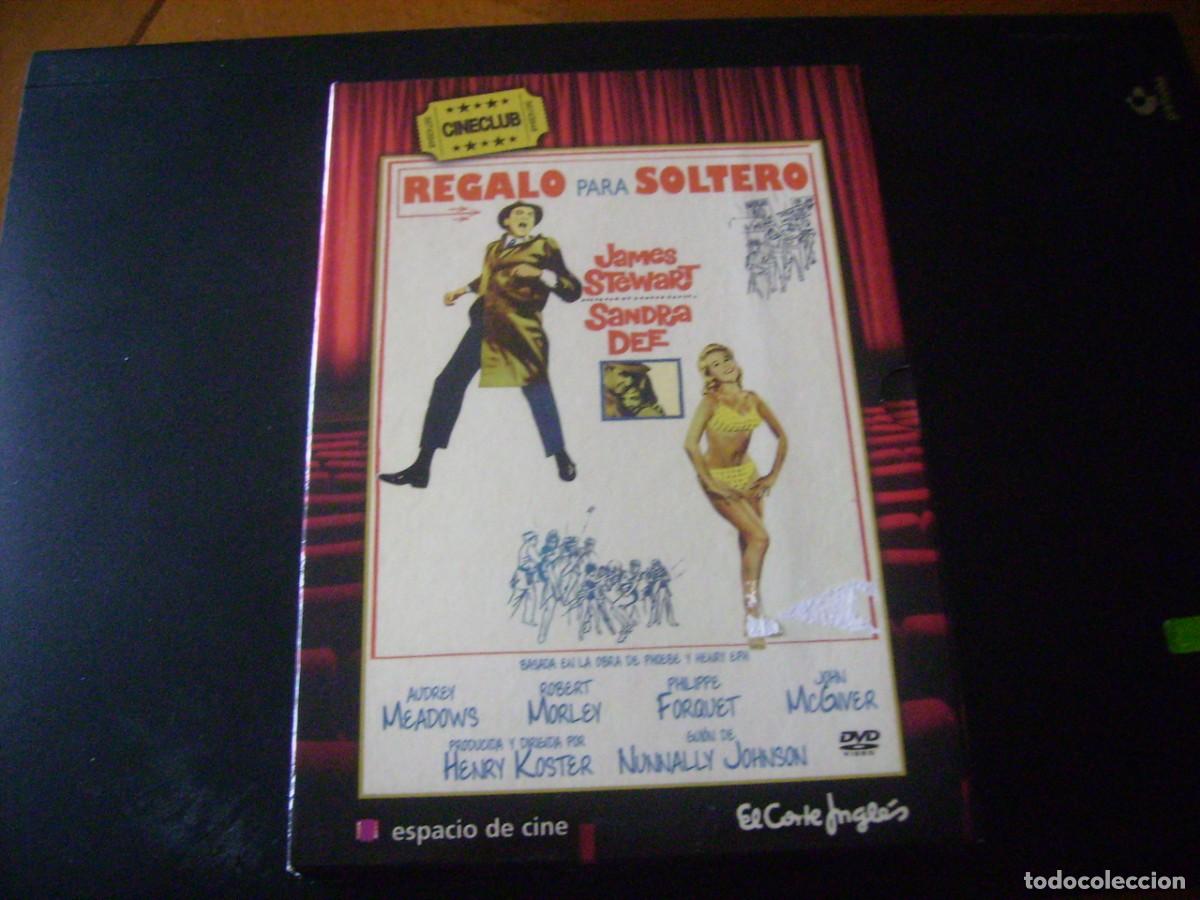 CINECLUB
REGALO PARA SOLTERO
James
STEWART
SANDRA
DEE
BASADA EN LA OBRA DE PHOEBE Y HENRY EPH
AUDREY
MEADOWS
ROBERT
MORLEY
PHILIPPE
FORQUET
JOHN
McGIVER
PRODUCIDA Y DIRIGIDA POR
HENRY KOSTER
GUIÓN DE
NUNNALLY JOHNSON
DVD
VIDEO
espacio de cine
El Corte Inglés
todocoleccion